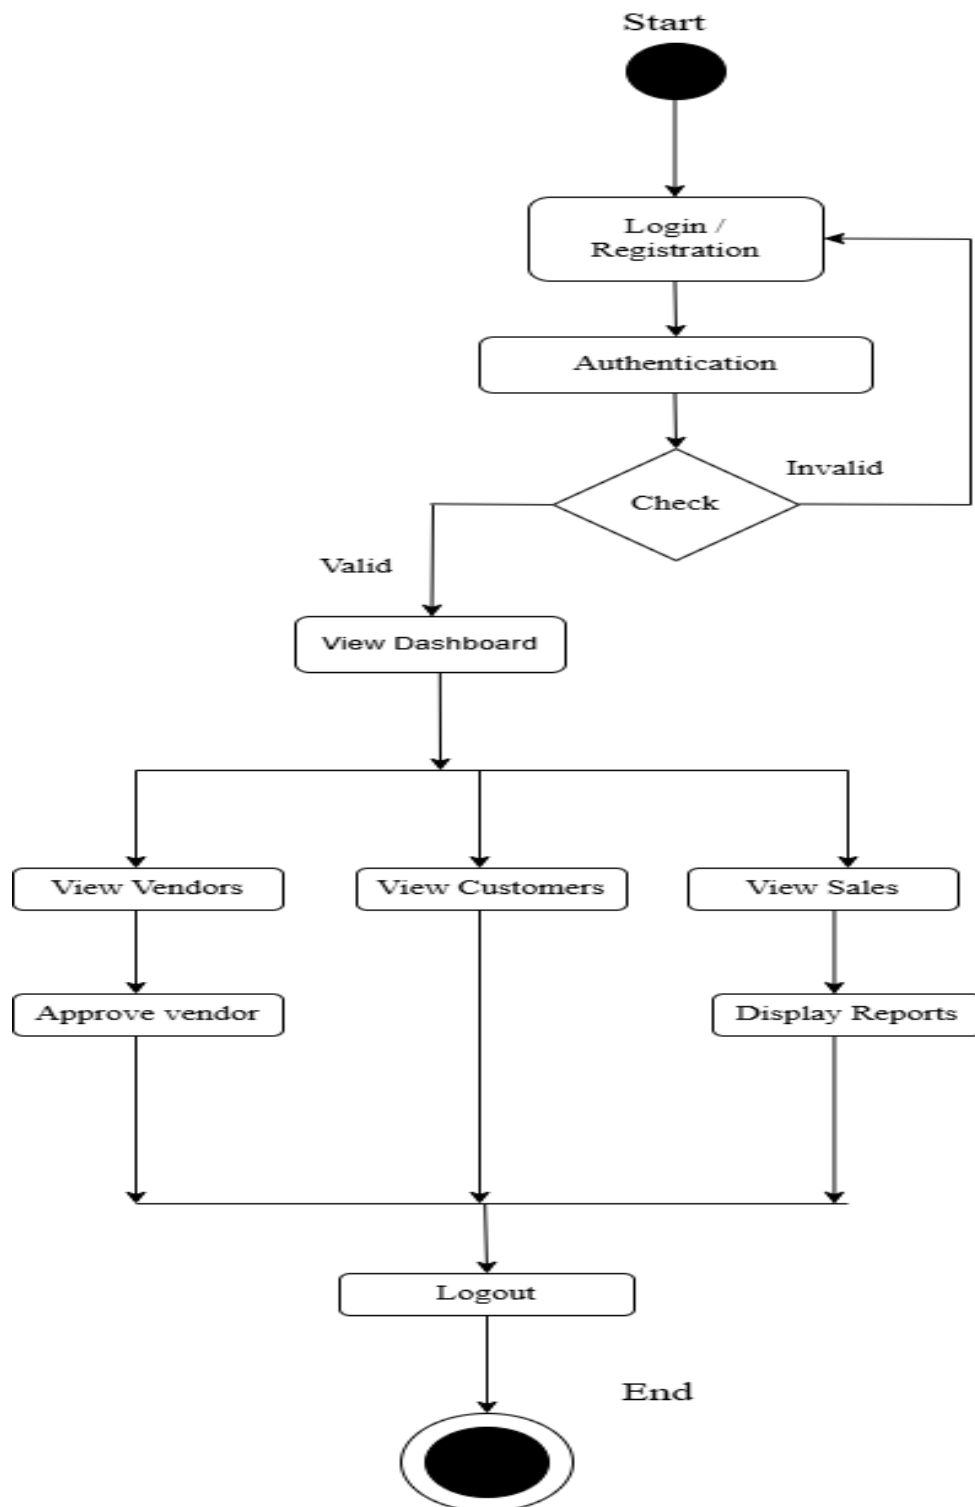 Start
Login /
Registration
Authentication
Check
Invalid
Valid
View Dashboard
View Vendors
View Customers
View Sales
Approve vendor
Display Reports
Logout
End